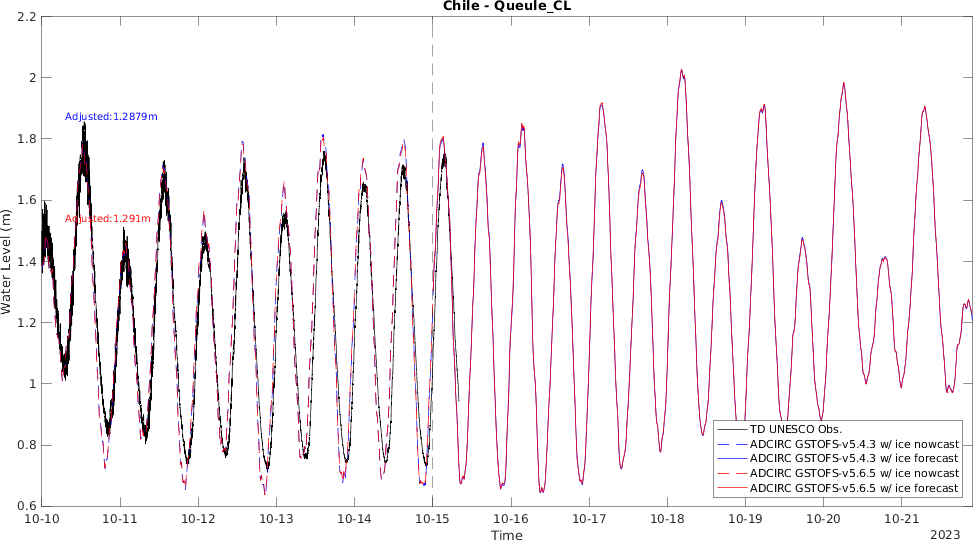 Chile - Queule_CL
2.2
2
1.8
1.6
1.4
1.2
1
0.8
0.6
Water Level (m)
Adjusted:1.2879m
Adjusted:1.291m
TD UNESCO Obs.
ADCIRC GSTOFS-v5.4.3 w/ ice nowcast
ADCIRC GSTOFS-v5.4.3 w/ ice forecast
ADCIRC GSTOFS-v5.6.5 w/ ice nowcast
ADCIRC GSTOFS-v5.6.5 w/ ice forecast
10-10 10-11 10-12 10-13 10-14 10-15 10-16 10-17 10-18 10-19 10-20 10-21
Time
2023